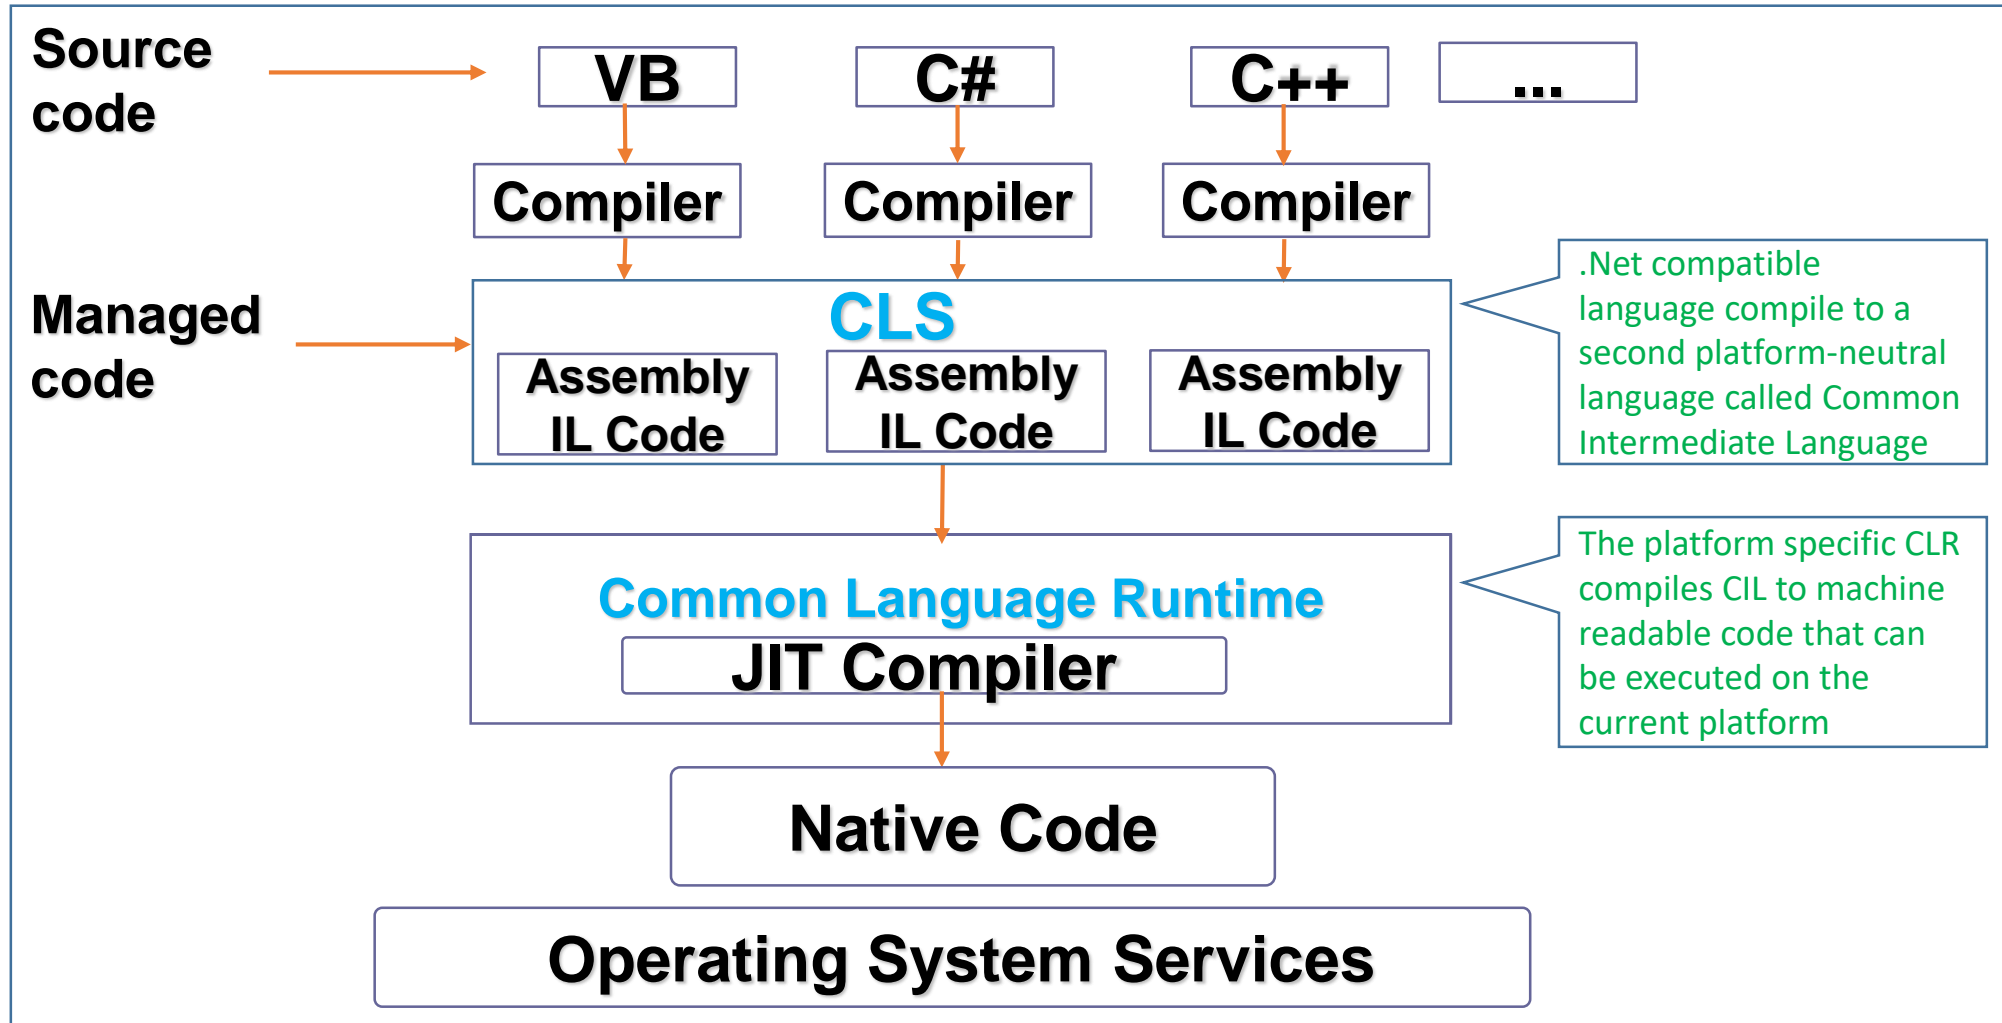 Source
code
VB
C#
C++
...
Compiler
Compiler
Compiler
Managed
code
CLS
Assembly
IL Code
Assembly
IL Code
Assembly
IL Code
.Net compatible
language compile to a
second platform-neutral
language called Common
Intermediate Language
Common Language Runtime
JIT Compiler
The platform specific CLR
compiles CIL to machine
readable code that can
be executed on the
current platform
Native Code
Operating System Services